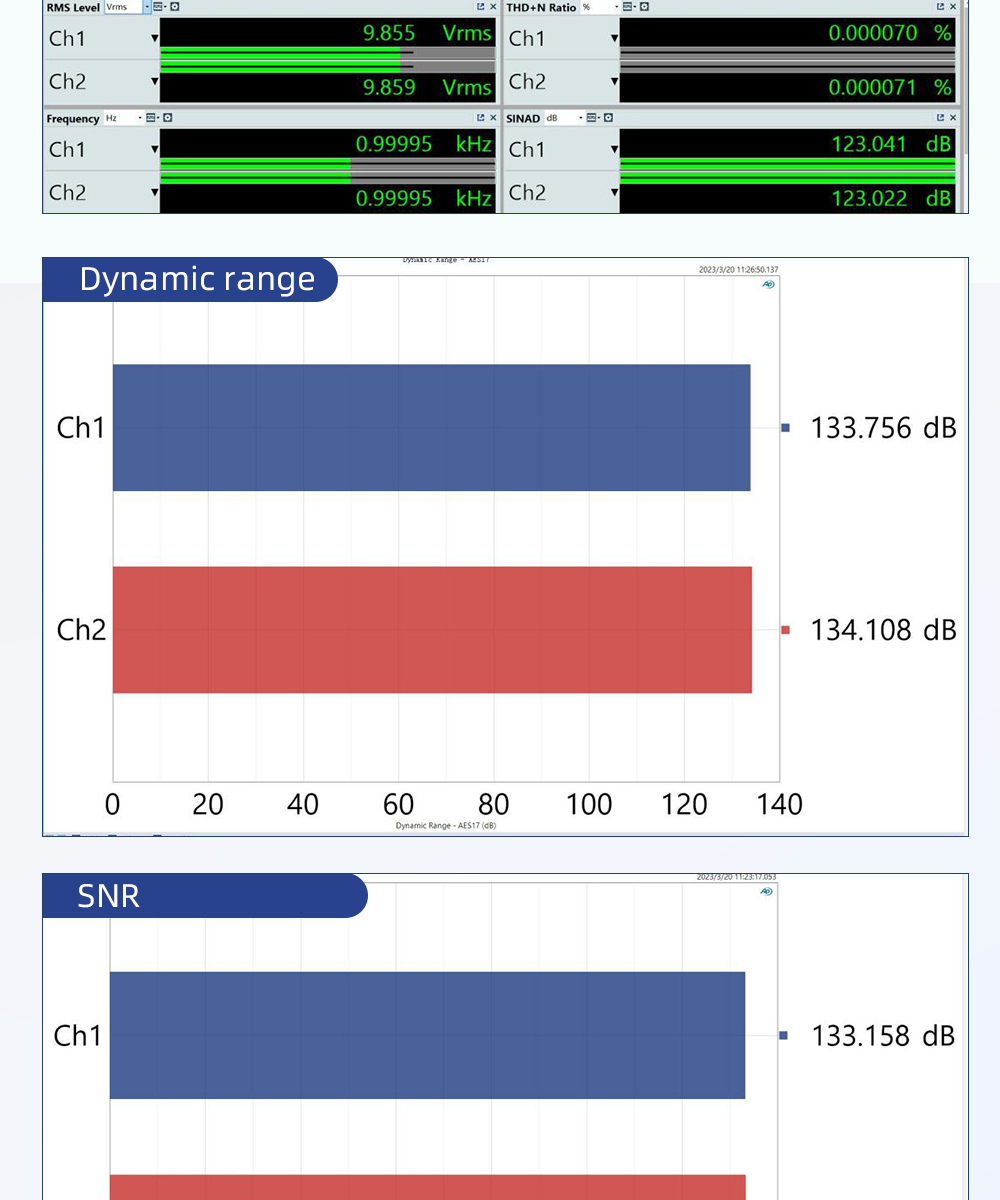 RMS Level Vrms THD+N Ratio %
Ch1 9.855 Vrms Ch1 0.000070 %
Ch2 9.859 Vrms Ch2 0.000071 %
Frequency Hz SINAD dB
Ch1 0.99995 kHz Ch1 123.041 dB
Ch2 0.99995 kHz Ch2 123.022 dB
Dynamic Range - AES17
Dynamic range
2023/3/20 11:26:50.137
Ch1 133.756 dB
Ch2 134.108 dB
0 20 40 60 80 100 120 140
Dynamic Range - AES17 (dB)
2023/3/20 11:23:17.053
SNR
Ch1 133.158 dB